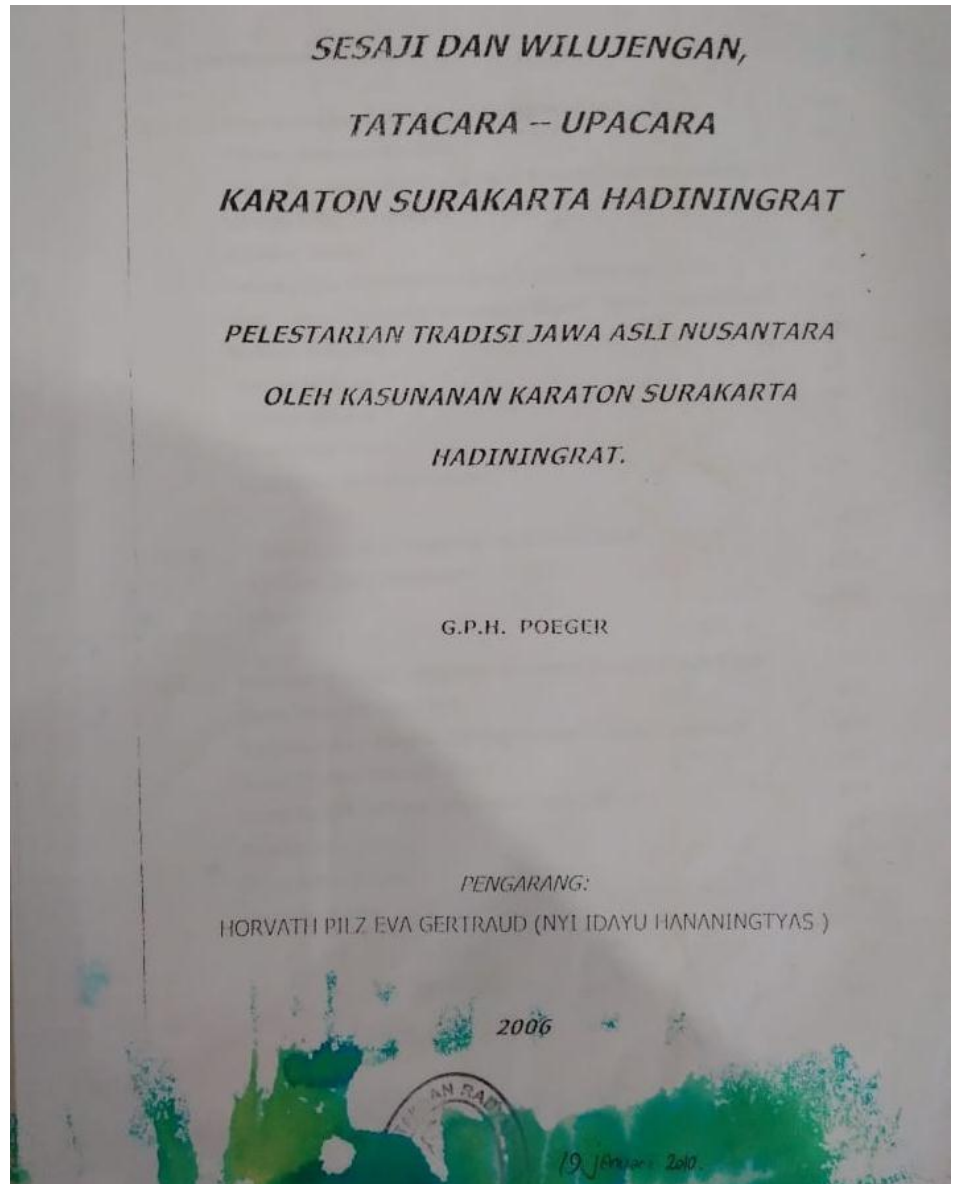 SESAJI DAN WILUJENGAN,
TATACARA -- UPACARA
KARATON SURAKARTA HADININGRAT
PELESTARIAN TRADISI JAWA ASLI NUSANTARA
OLEH KASUNANAN KARATON SURAKARTA
HADININGRAT.
G.P.H. POEGER
PENGARANG:
HORVATH PILZ EVA GERTRAUD (NYI IDAYU HANANINGTYAS )
2006
19 Januari 2010.